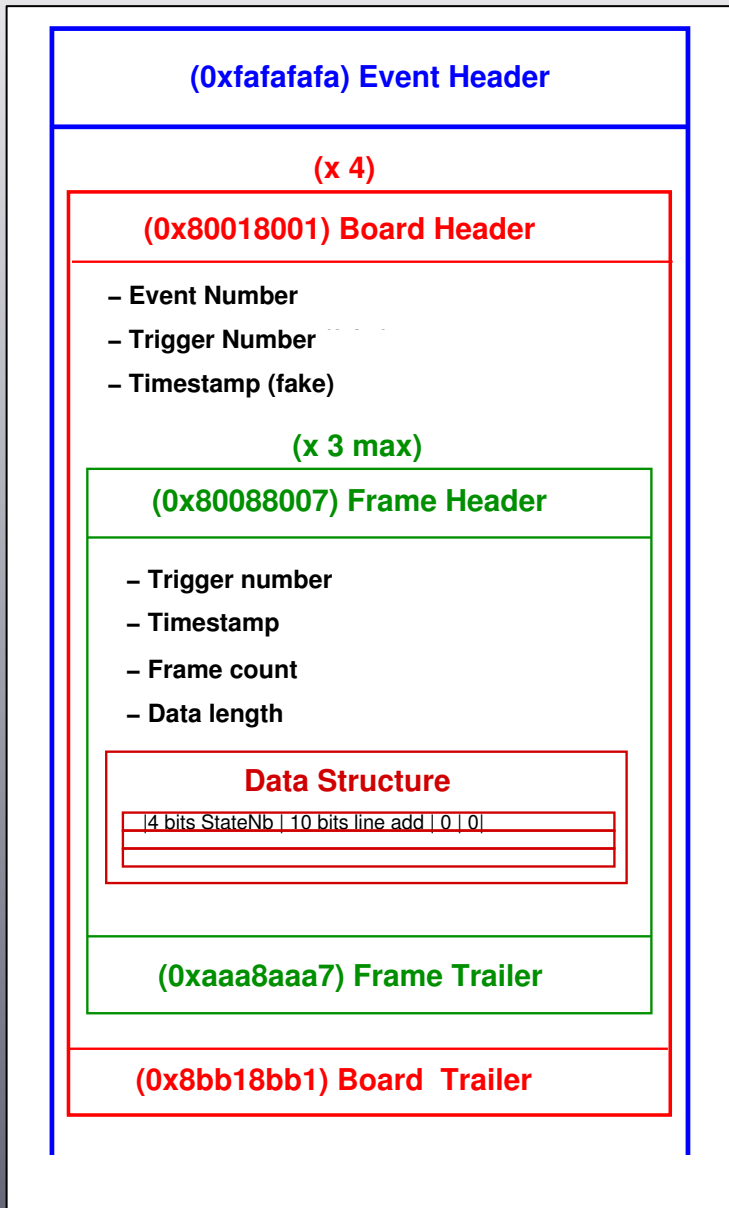 (0xfafafafa) Event Header
(x 4)
(0x80018001) Board Header
– Event Number
– Trigger Number
– Timestamp (fake)
(x 3 max)
(0x80088007) Frame Header
– Trigger number
– Timestamp
– Frame count
– Data length
Data Structure
|4 bits StateNb | 10 bits line add | 0 | 0|
(0xaaa8aaa7) Frame Trailer
(0x8bb18bb1) Board Trailer